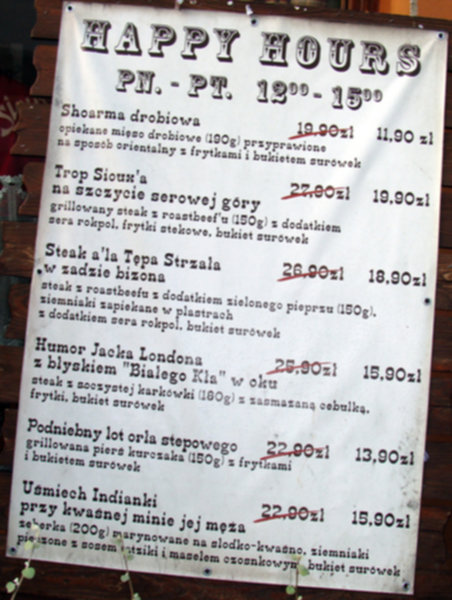 HAPPY HOURS
PN. - PT. 12⁰⁰ - 15⁰⁰
Shoarma drobiowa 19,90zł 11,90 zł
opiekane mięso drobiowe (190g) przyprawione
na sposób orientalny z frytkami i bukietem surówek
Trop Sioux'a
na szczycie serowej góry 27,90zł 19,90zł
grillowany steak z roastbeef'u (150g) z dodatkiem
sera rokpol, frytki stekowe, bukiet surówek
Steak a'la Tępa Strzała
w zadzie bizona 26,90zł 18,90zł
steak z roastbeefu z dodatkiem zielonego pieprzu (150g),
ziemniaki zapiekane w plastrach
z dodatkiem sera rokpol, bukiet surówek
Humor Jacka Londona
z błyskiem "Białego Kła" w oku 25,90zł 15,90zł
steak z soczystej karkówki (180g) z zasmażaną cebulką,
frytki, bukiet surówek
Podniebny lot orła stepowego 22,90zł 13,90zł
grillowana pierś kurczaka (150g) z frytkami
i bukietem surówek
Uśmiech Indianki
przy kwaśnej minie jej męża 22,90zł 15,90zł
żeberka (200g) marynowane na słodko-kwaśno, ziemniaki
pieczone z sosem tztziki i masełem czosnkowym, bukiet surówek